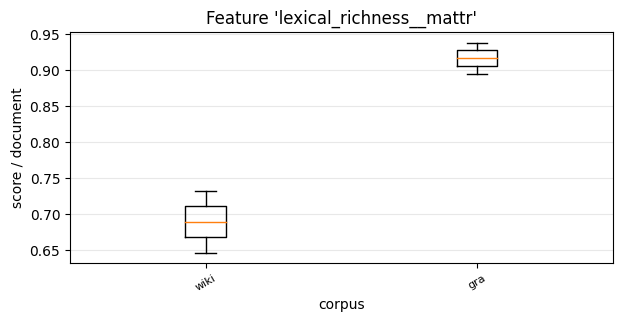 Feature 'lexical_richness__mattr'
0.95
0.90
0.85
0.80
0.75
0.70
0.65
score / document
wiki
gra
corpus